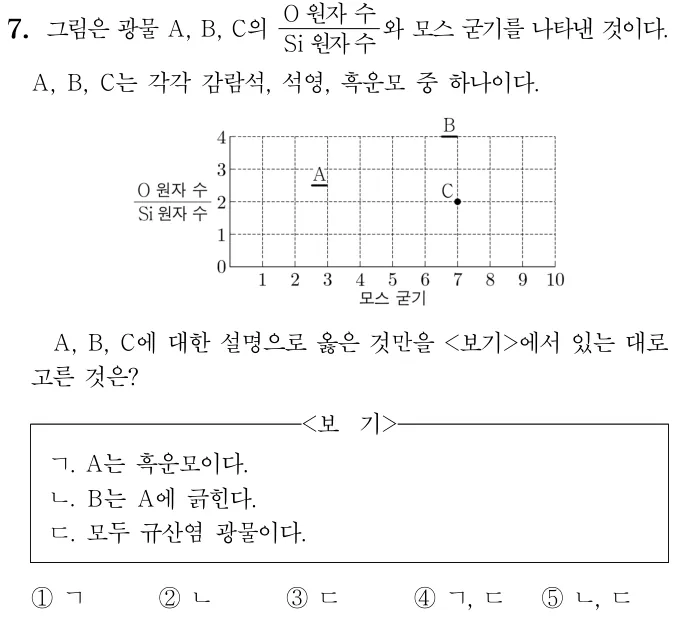 7. 그림은 광물 A, B, C의 O 원자 수/Si 원자 수 와 모스 굳기를 나타낸 것이다.
A, B, C는 각각 감람석, 석영, 흑운모 중 하나이다.
O 원자 수
Si 원자 수
4
3
2
1
0
A
B
C
1 2 3 4 5 6 7 8 9 10
모스 굳기
A, B, C에 대한 설명으로 옳은 것만을 <보기>에서 있는 대로
고른 것은?
<보 기>
ㄱ. A는 흑운모이다.
ㄴ. B는 A에 긁힌다.
ㄷ. 모두 규산염 광물이다.
① ㄱ ② ㄴ ③ ㄷ ④ ㄱ, ㄷ ⑤ ㄴ, ㄷ